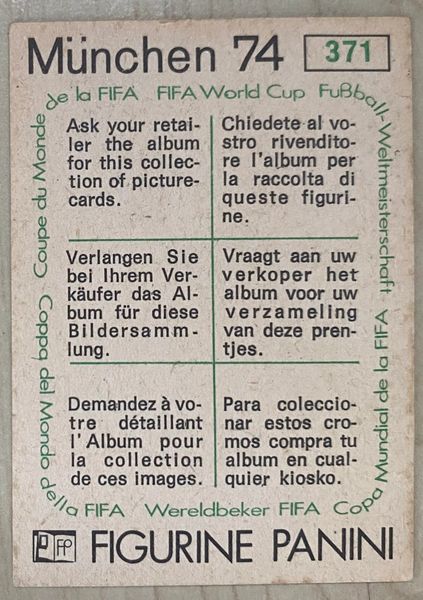 München 74 371
de la FIFA FIFA World Cup Fußball-Weltmeisterschaft
Ask your retai-
ler the album
for this collec-
tion of picture-
cards.
Chiedete al vo-
stro rivendito-
re l'album per
la raccolta di
queste figuri-
ne.
Verlangen Sie
bei Ihrem Ver-
käufer das Al-
bum für diese
Bildersamm-
lung.
Vraagt aan uw
verkoper het
album voor uw
verzameling
van deze pren-
tjes.
Demandez à vo-
tre détaillant
l'Album pour
la collection
de ces images.
Para coleccio-
nar estos cro-
mos compra tu
album en cual-
quier kiosko.
Copa Mundial de la FIFA
Wereldbeker FIFA
Coppa del Mondo della FIFA
Coupe du Monde
FP FIGURINE PANINI